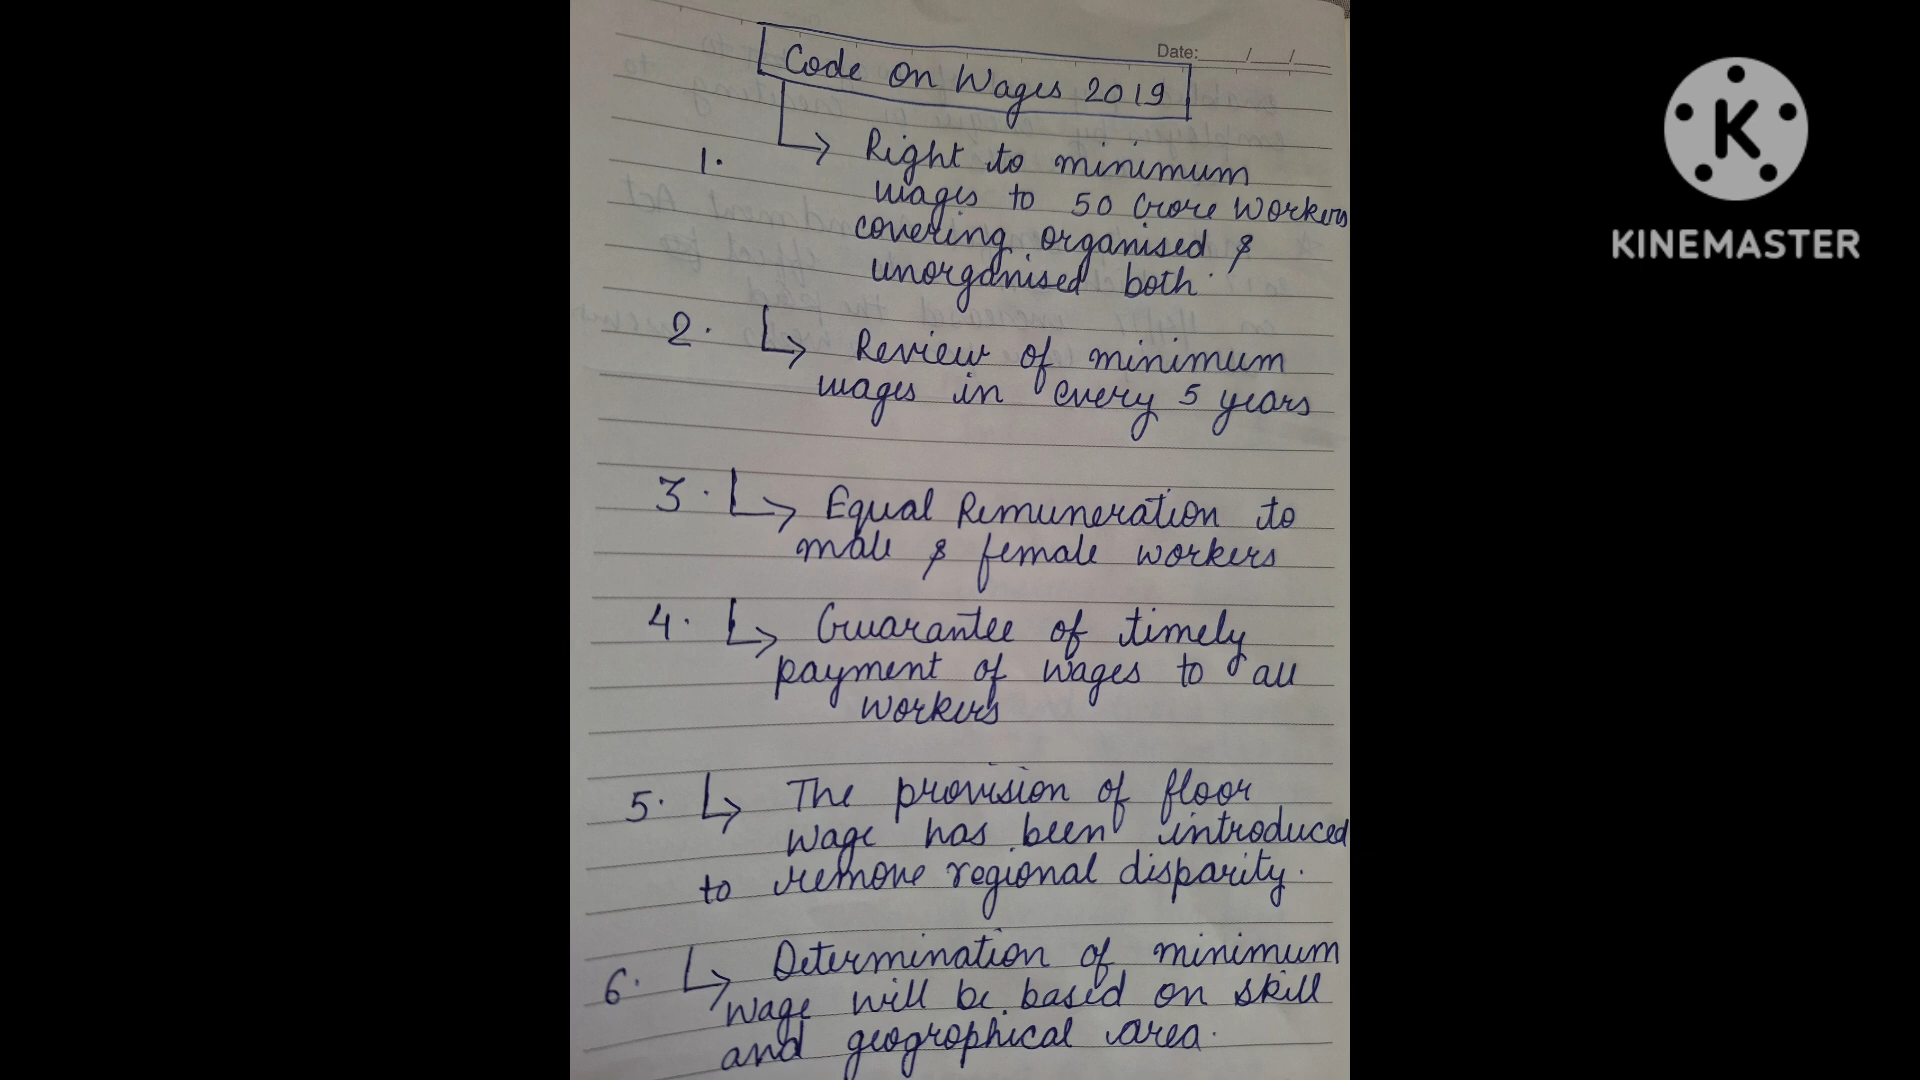 Date: __/__/__
Code On Wages 2019
1. Right to minimum
wages to 50 Crore Workers
covering organised &
unorganised both.
2. Review of minimum
wages in every 5 years
3. Equal Remuneration to
male & female workers
4. Guarantee of timely
payment of wages to all
workers
5. The provision of floor
wage has been introduced
to remove regional disparity.
6. Determination of minimum
wage will be based on skill
and geographical area.
K
KINEMASTER